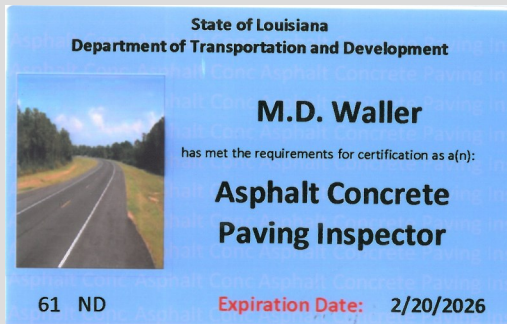 State of Louisiana
Department of Transportation and Development
M.D. Waller
has met the requirements for certification as a(n):
Asphalt Concrete
Paving Inspector
61 ND
Expiration Date: 2/20/2026